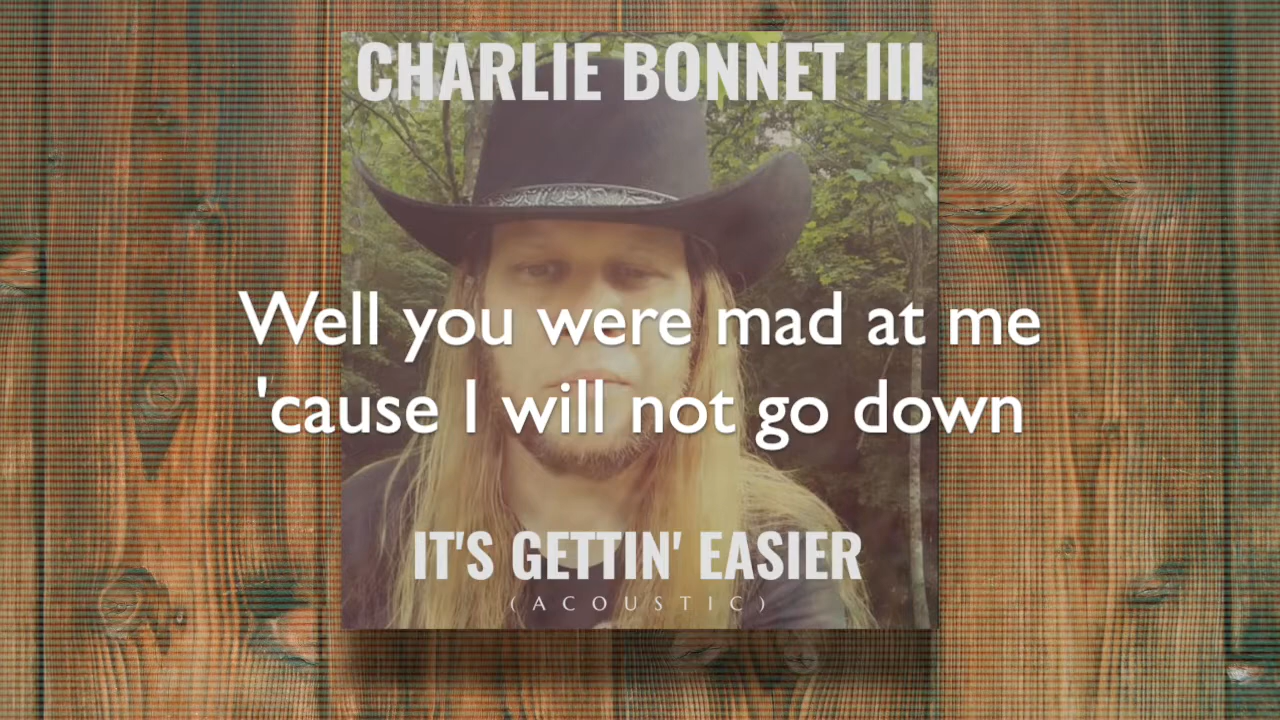 CHARLIE BONNET III
Well you were mad at me
'cause I will not go down
IT'S GETTIN' EASIER
(ACOUSTIC)